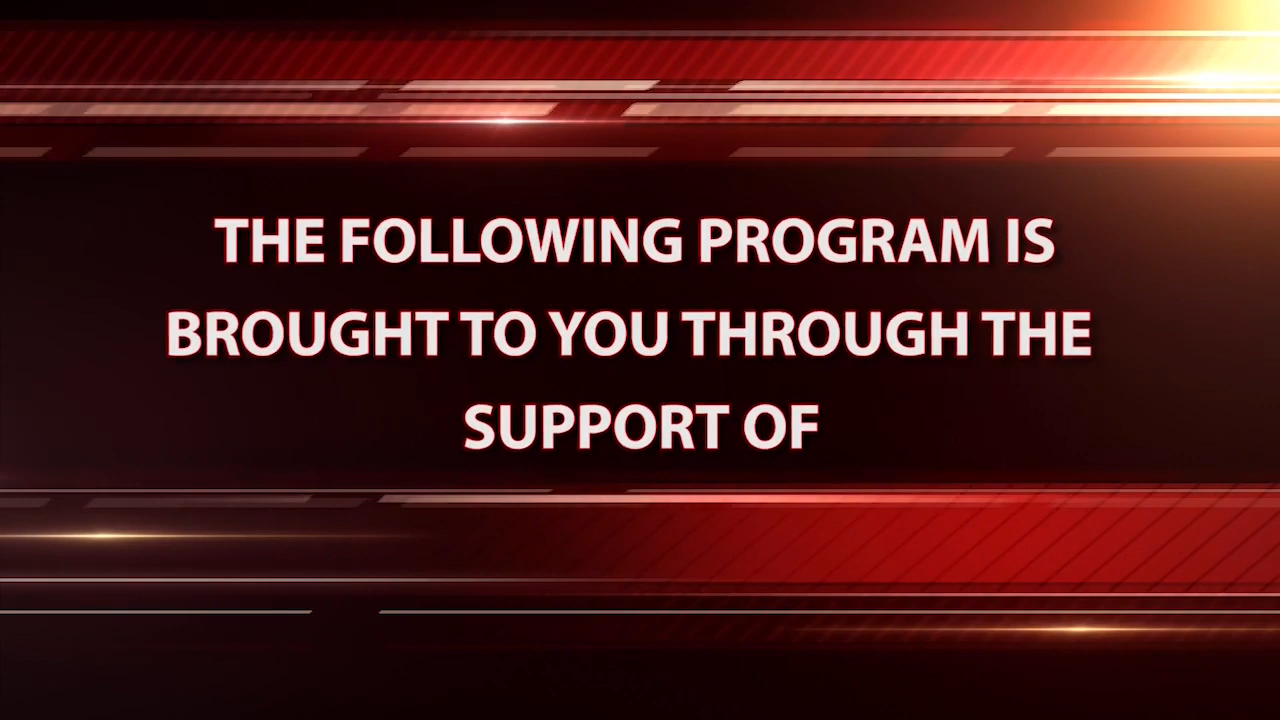 THE FOLLOWING PROGRAM IS
BROUGHT TO YOU THROUGH THE
SUPPORT OF